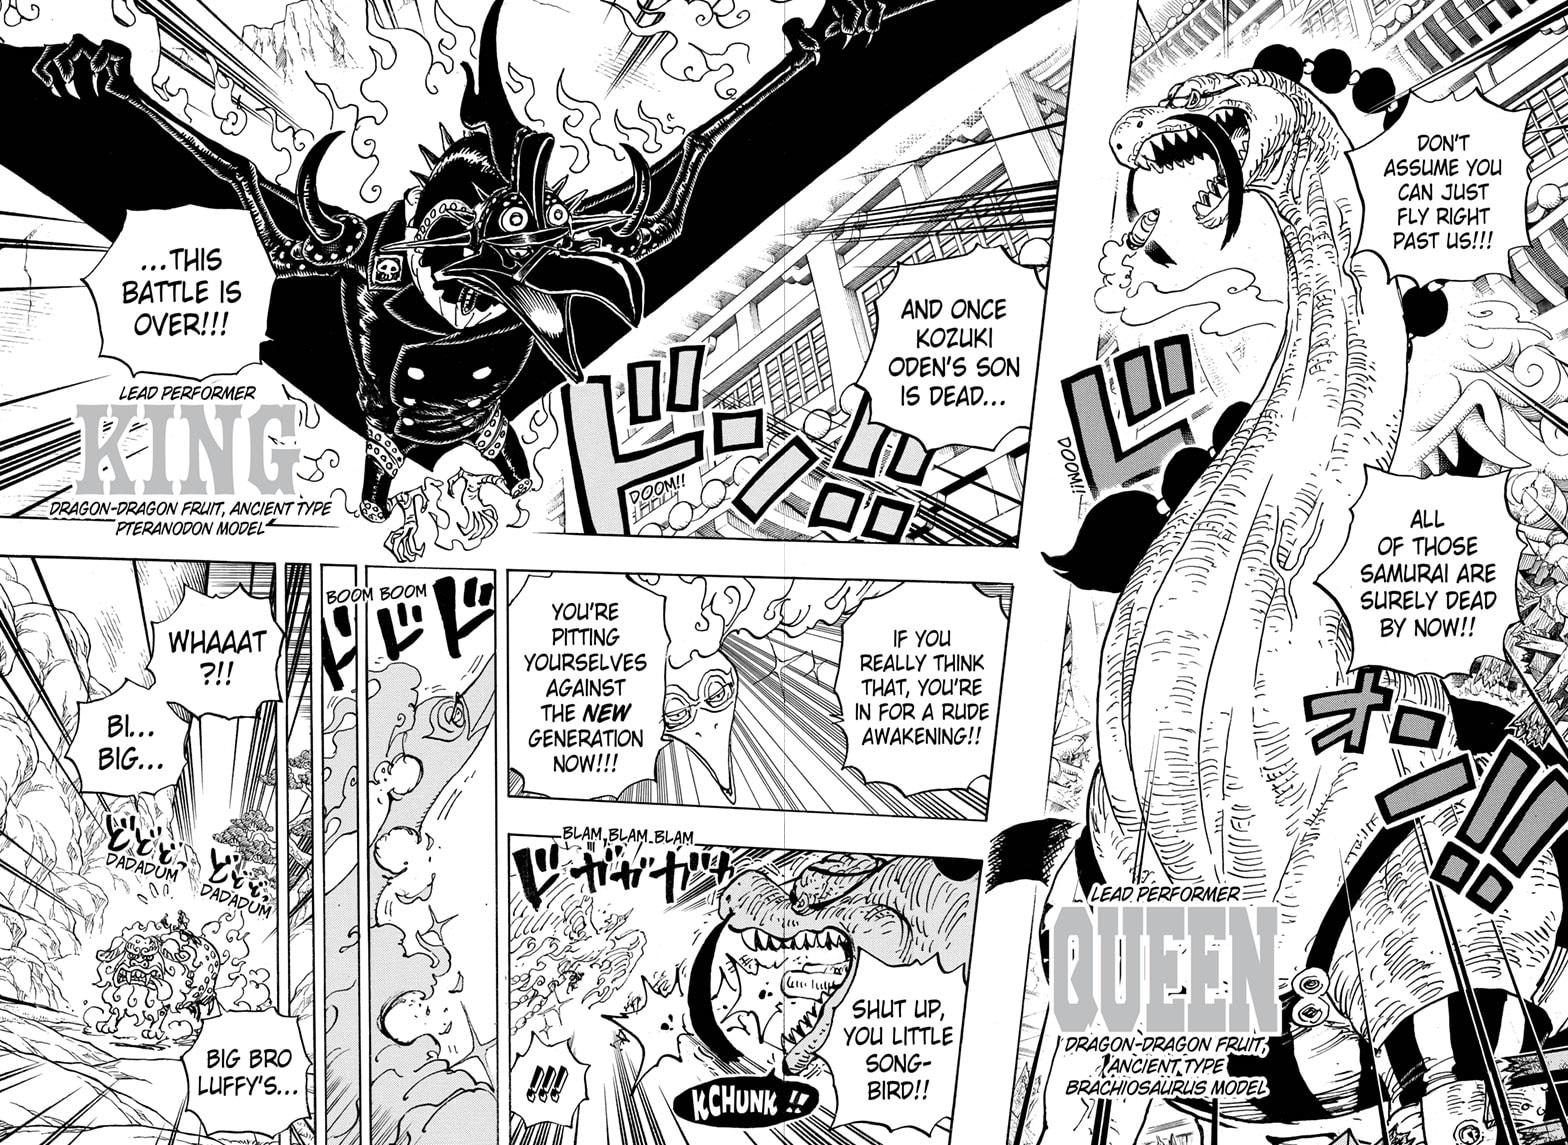 DON'T
ASSUME YOU
CAN JUST
FLY RIGHT
PAST US!!!
ドドン
DOOM!!
ALL
OF THOSE
SAMURAI ARE
SURELY DEAD
BY NOW!!
オォー!!
LEAD PERFORMER
QUEEN
DRAGON-DRAGON FRUIT,
ANCIENT TYPE
BRACHIOSAURUS MODEL
AND ONCE
KOZUKI
ODEN'S SON
IS DEAD...
DOOM!!
...THIS
BATTLE IS
OVER!!!
LEAD PERFORMER
KING
DRAGON-DRAGON FRUIT, ANCIENT TYPE
PTERANODON MODEL
IF YOU
REALLY THINK
THAT, YOU'RE
IN FOR A RUDE
AWAKENING!!
YOU'RE
PITTING
YOURSELVES
AGAINST
THE NEW
GENERATION
NOW!!!
BLAM BLAM BLAM
ドガガガガ
SHUT UP,
YOU LITTLE
SONG-
BIRD!!
KCHUNK!!
!!!
BOOM BOOM
ドドド
WHAAAT
?!!
BI...
BIG...
どどど
DADADUM
どどど
DADADUM
BIG BRO
LUFFY'S...